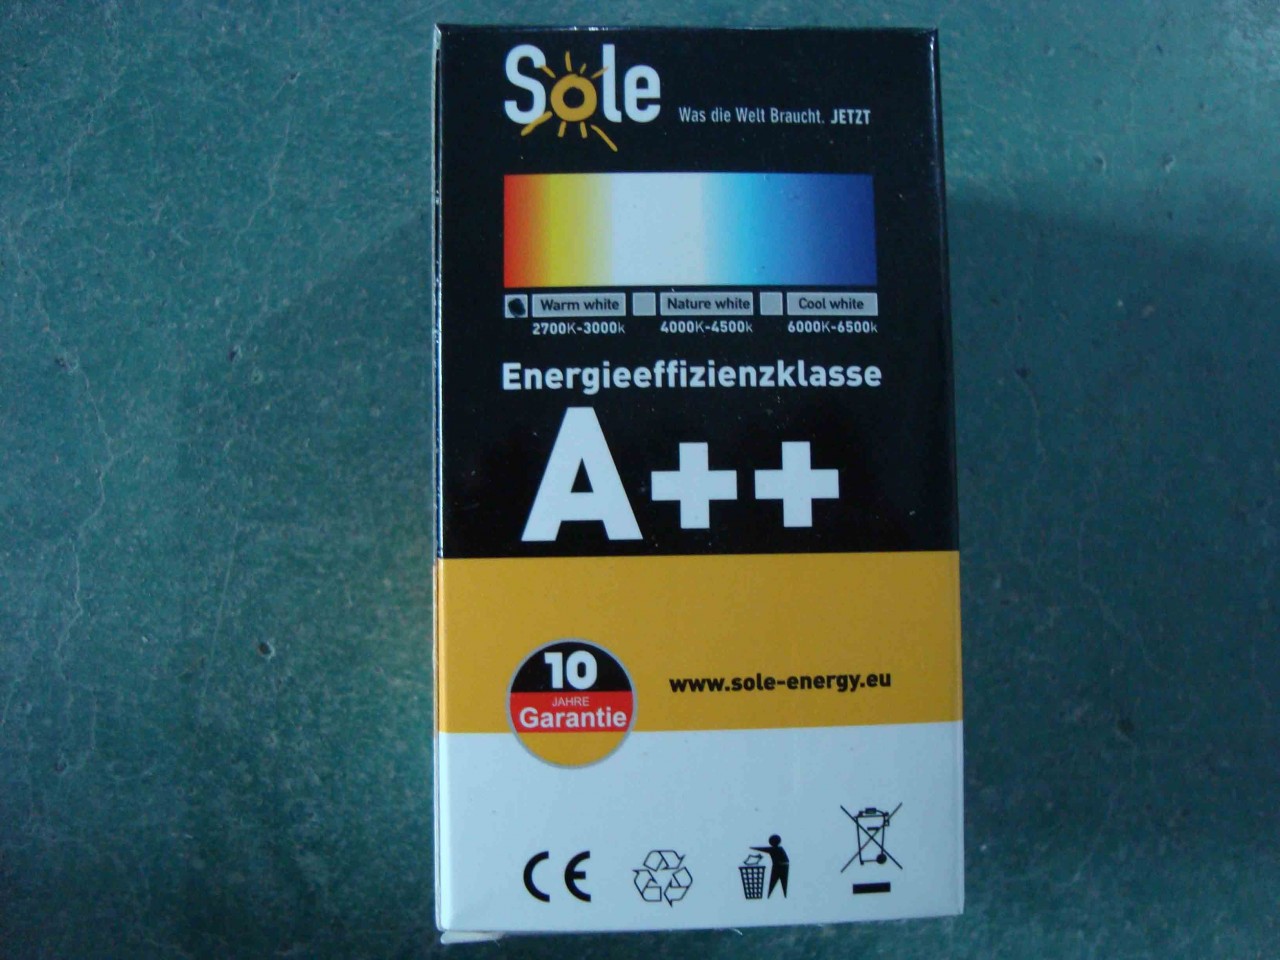 Sole
Was die Welt Braucht. JETZT
Warm white Nature white Cool white
2700K-3000k 4000K-4500k 6000K-6500k
Energieeffizienzklasse
A++
10
JAHRE
Garantie
www.sole-energy.eu
CE